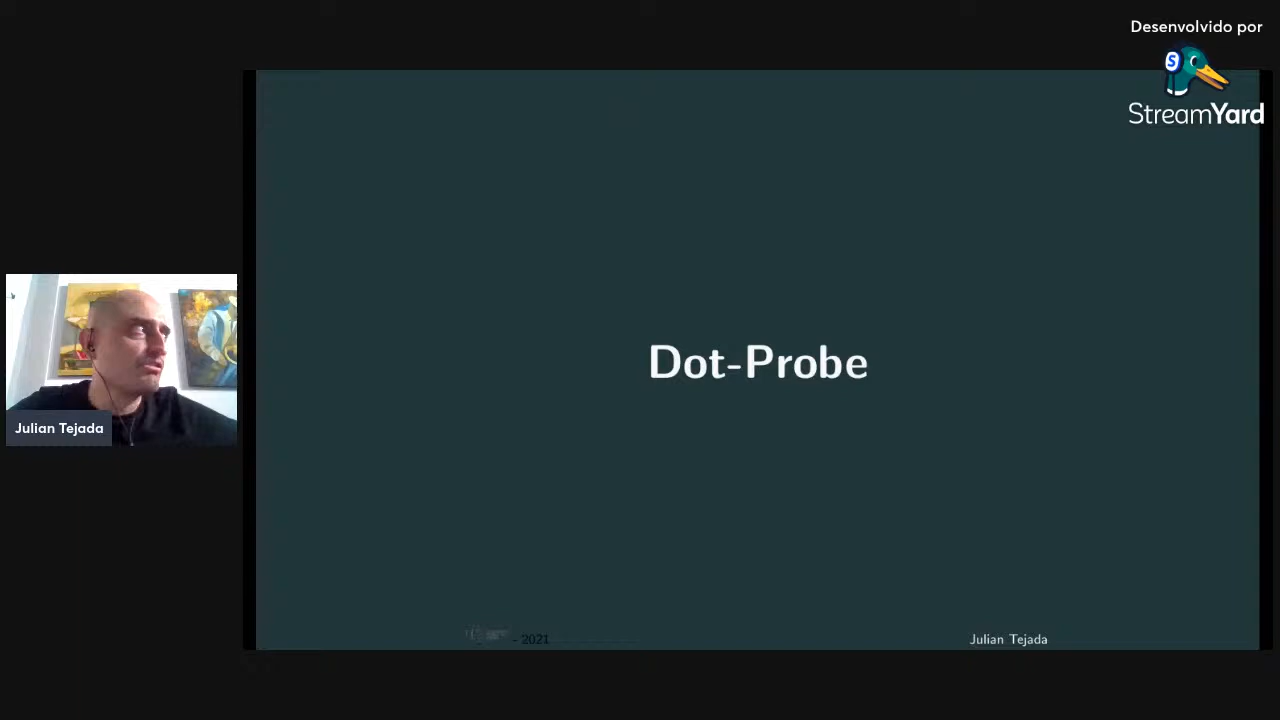 Desenvolvido por
StreamYard
Dot-Probe
Julian Tejada
- 2021
Julian Tejada